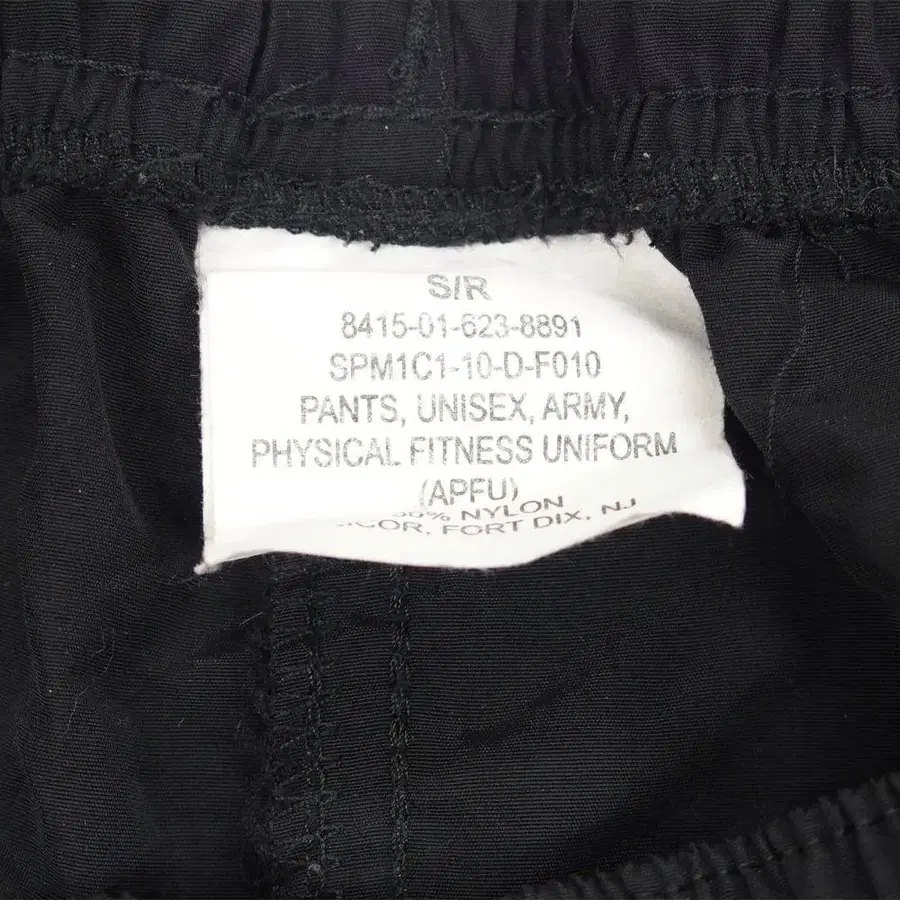 S/R
8415-01-623-8891
SPM1C1-10-D-F010
PANTS, UNISEX, ARMY,
PHYSICAL FITNESS UNIFORM
(APFU)
NYLON
FORT DIX, NJ